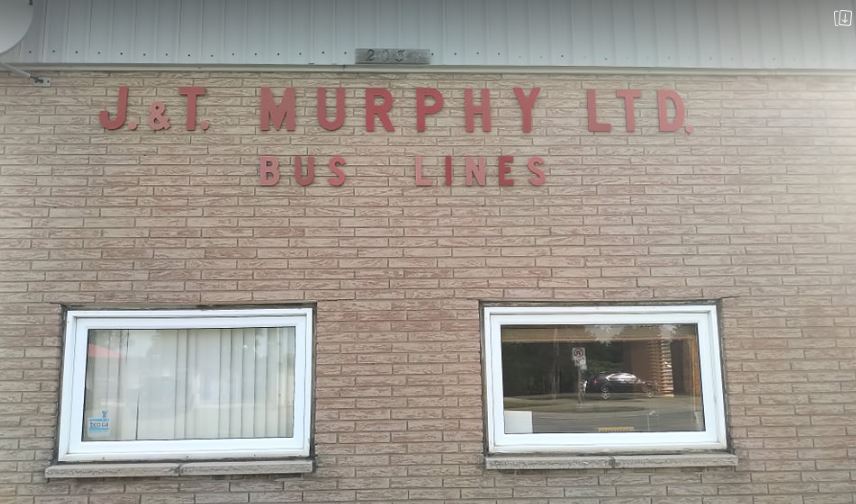 J. & T. MURPHY LTD.
BUS LINES